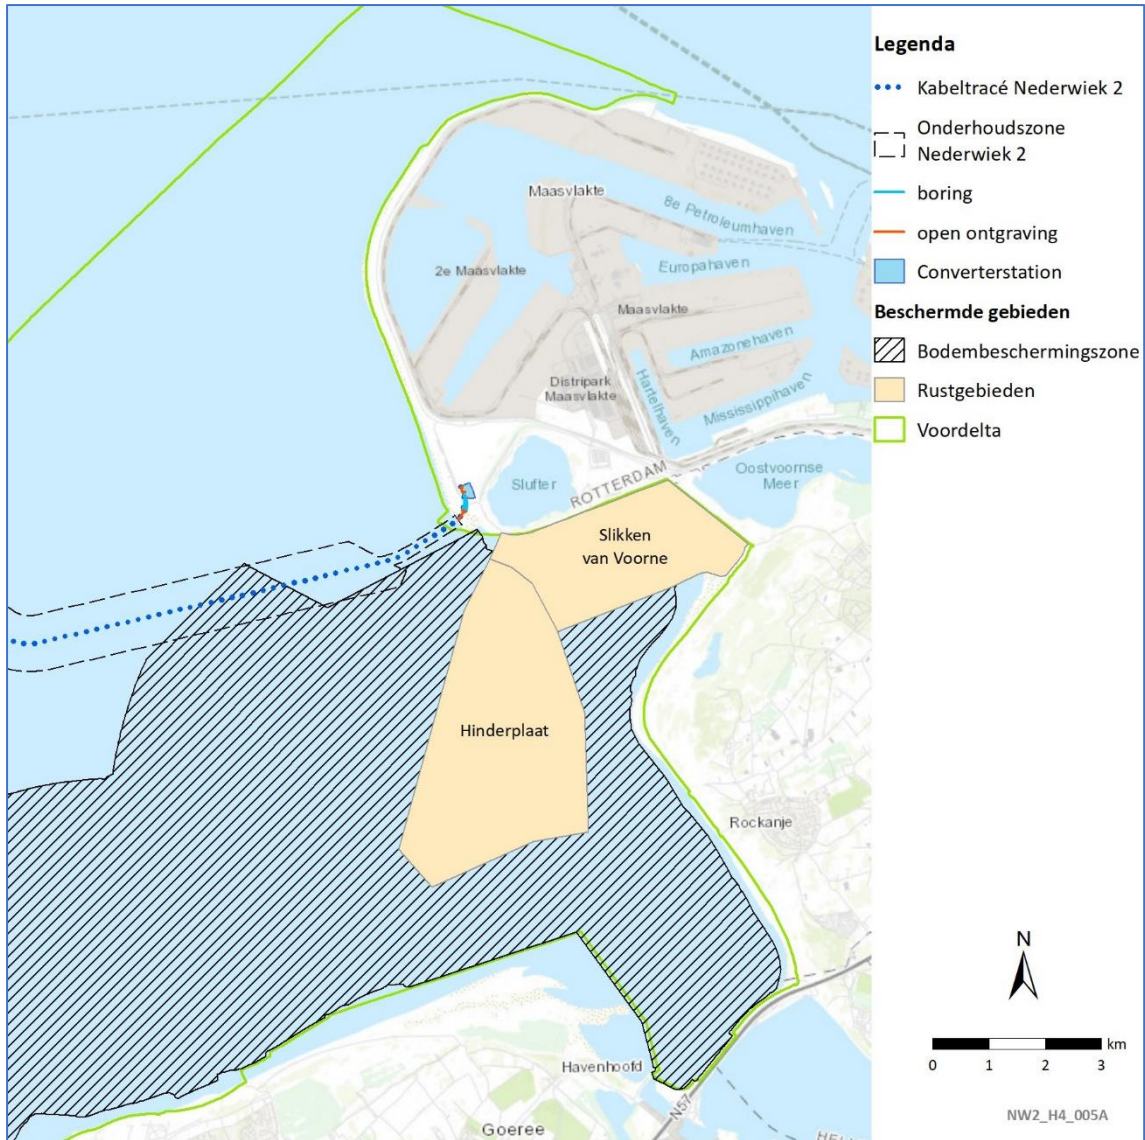 Maasvlakte
8e Petroleumhaven
2e Maasvlakte
Europahaven
Maasvlakte
Amazonehaven
Distripark
Maasvlakte
Hartelhaven
Mississippihaven
Slufter
ROTTERDAM
Oostvoornse
Meer
Slikken
van Voorne
Hinderplaat
Rockanje
Havenhoofd
N57
Goeree
HELL
Legenda
Kabeltracé Nederwiek 2
Onderhoudszone
Nederwiek 2
boring
open ontgraving
Converterstation
Beschermde gebieden
Bodembeschermingszone
Rustgebieden
Voordelta
N
km
0 1 2 3
NW2_H4_005A